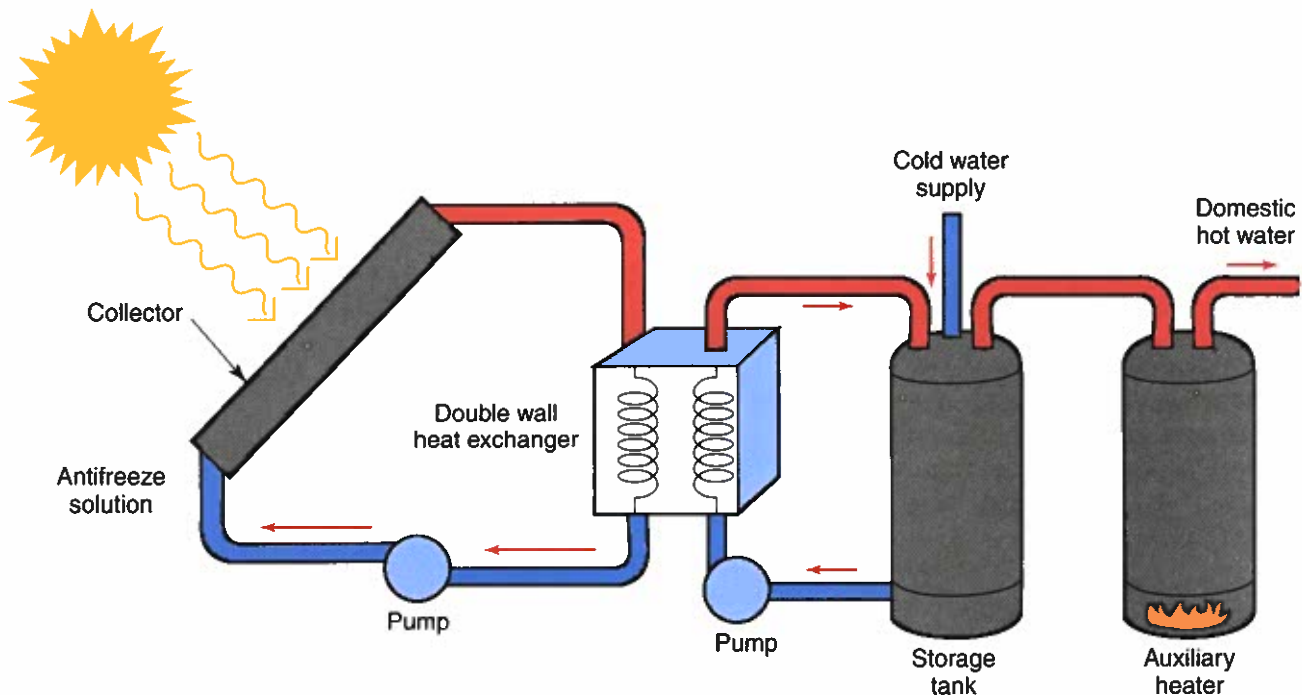 Cold water
supply
Domestic
hot water
Collector
Double wall
heat exchanger
Antifreeze
solution
Pump
Pump
Storage
tank
Auxiliary
heater